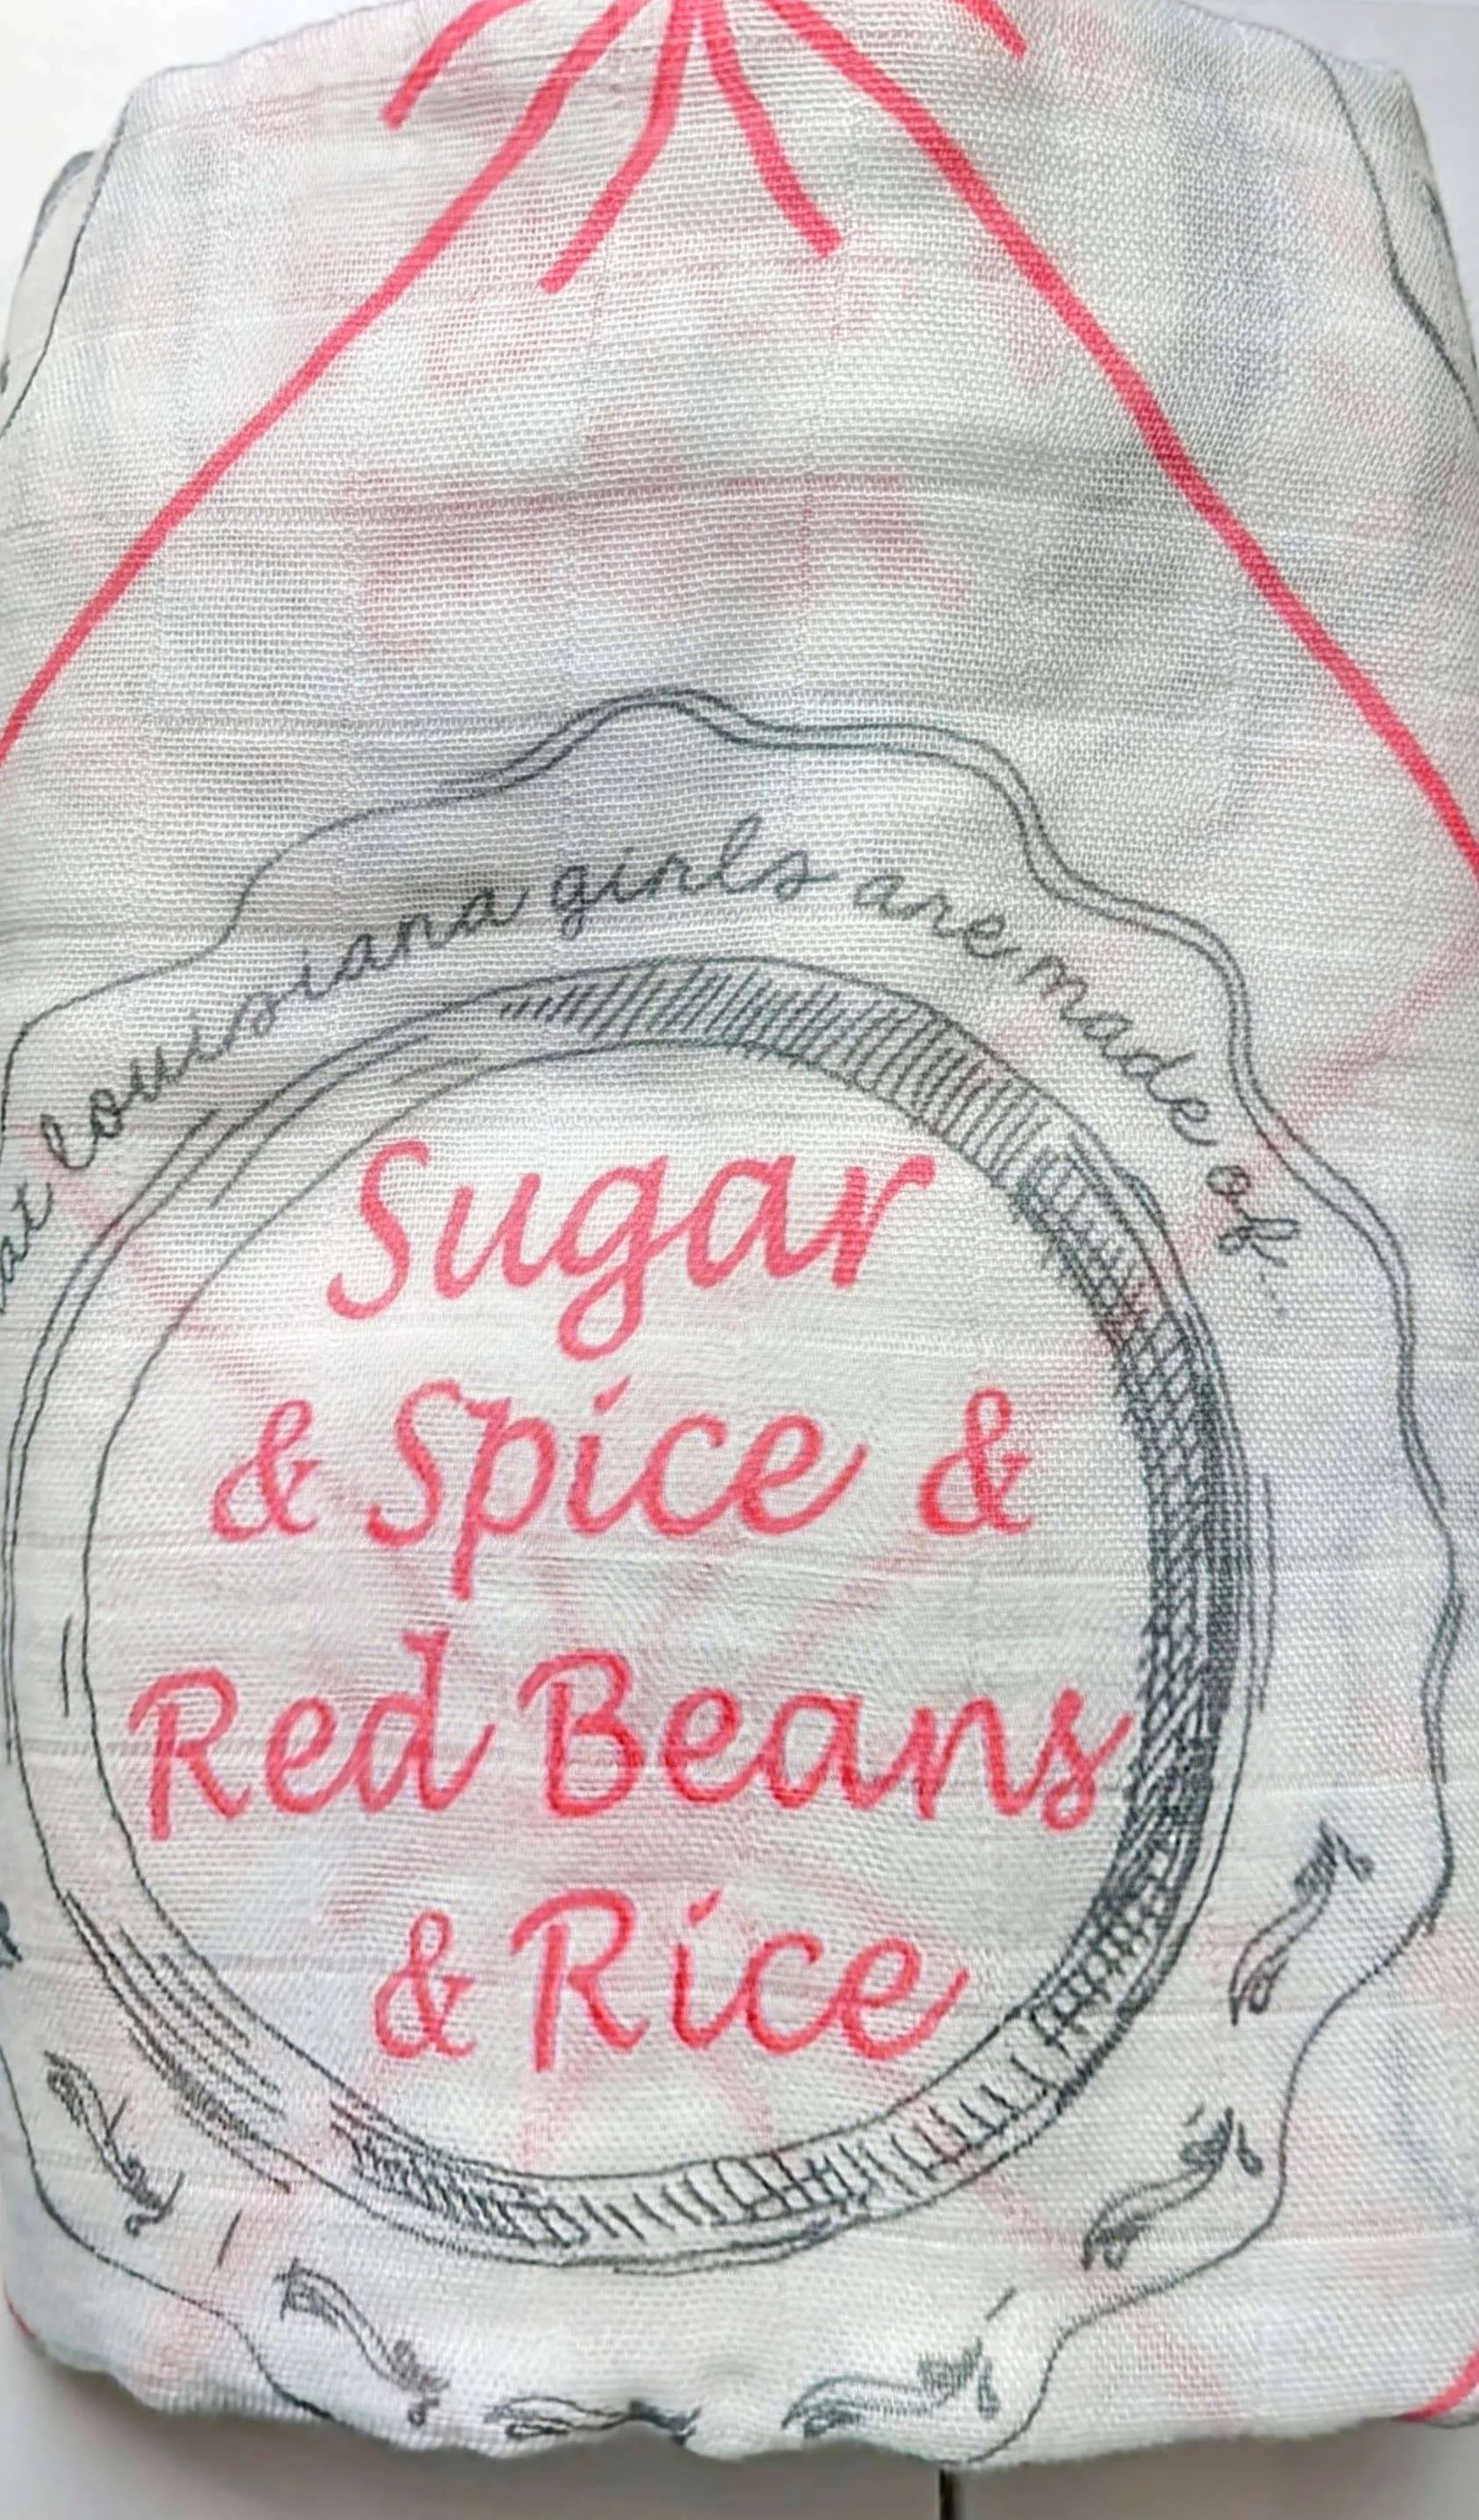 louisiana girls are made of...
Sugar
& Spice &
Red Beans
& Rice